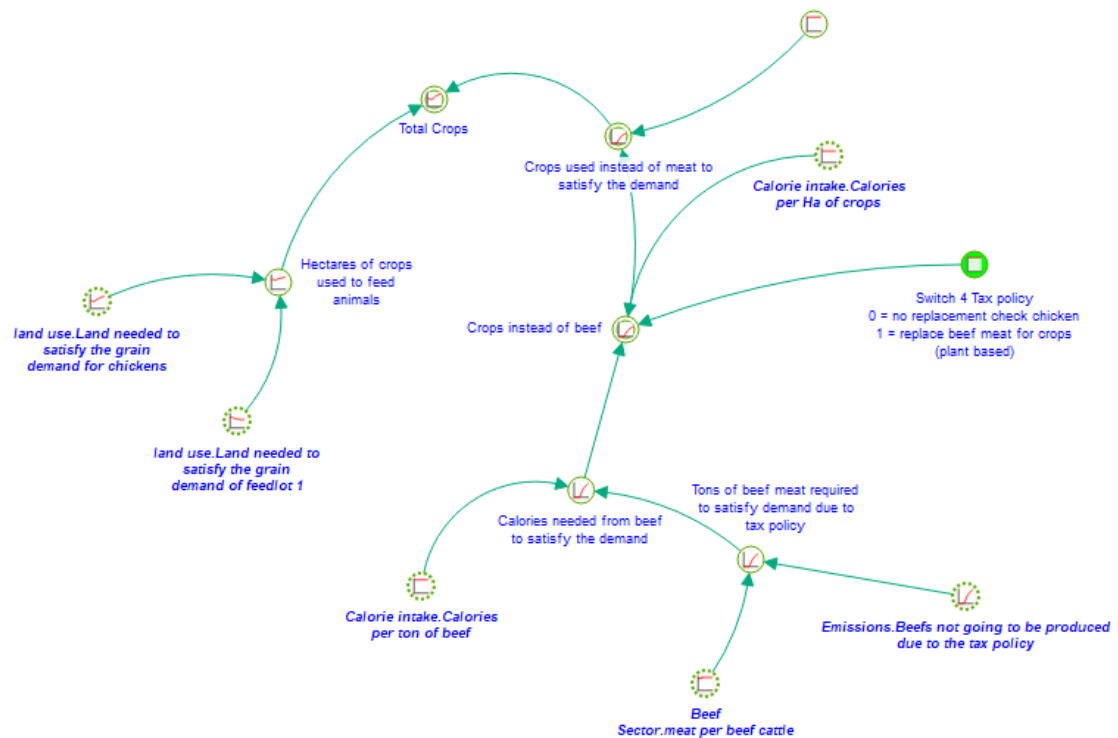 Total Crops
Crops used instead of meat to
satisfy the demand
Calorie intake.Calories
per Ha of crops
Hectares of crops
used to feed
animals
land use.Land needed to
satisfy the grain
demand for chickens
Crops instead of beef
Switch 4 Tax policy
0 = no replacement check chicken
1 = replace beef meat for crops
(plant based)
land use.Land needed to
satisfy the grain
demand of feedlot 1
Calories needed from beef
to satisfy the demand
Tons of beef meat required
to satisfy demand due to
tax policy
Calorie intake.Calories
per ton of beef
Emissions.Beefs not going to be produced
due to the tax policy
Beef
Sector.meat per beef cattle